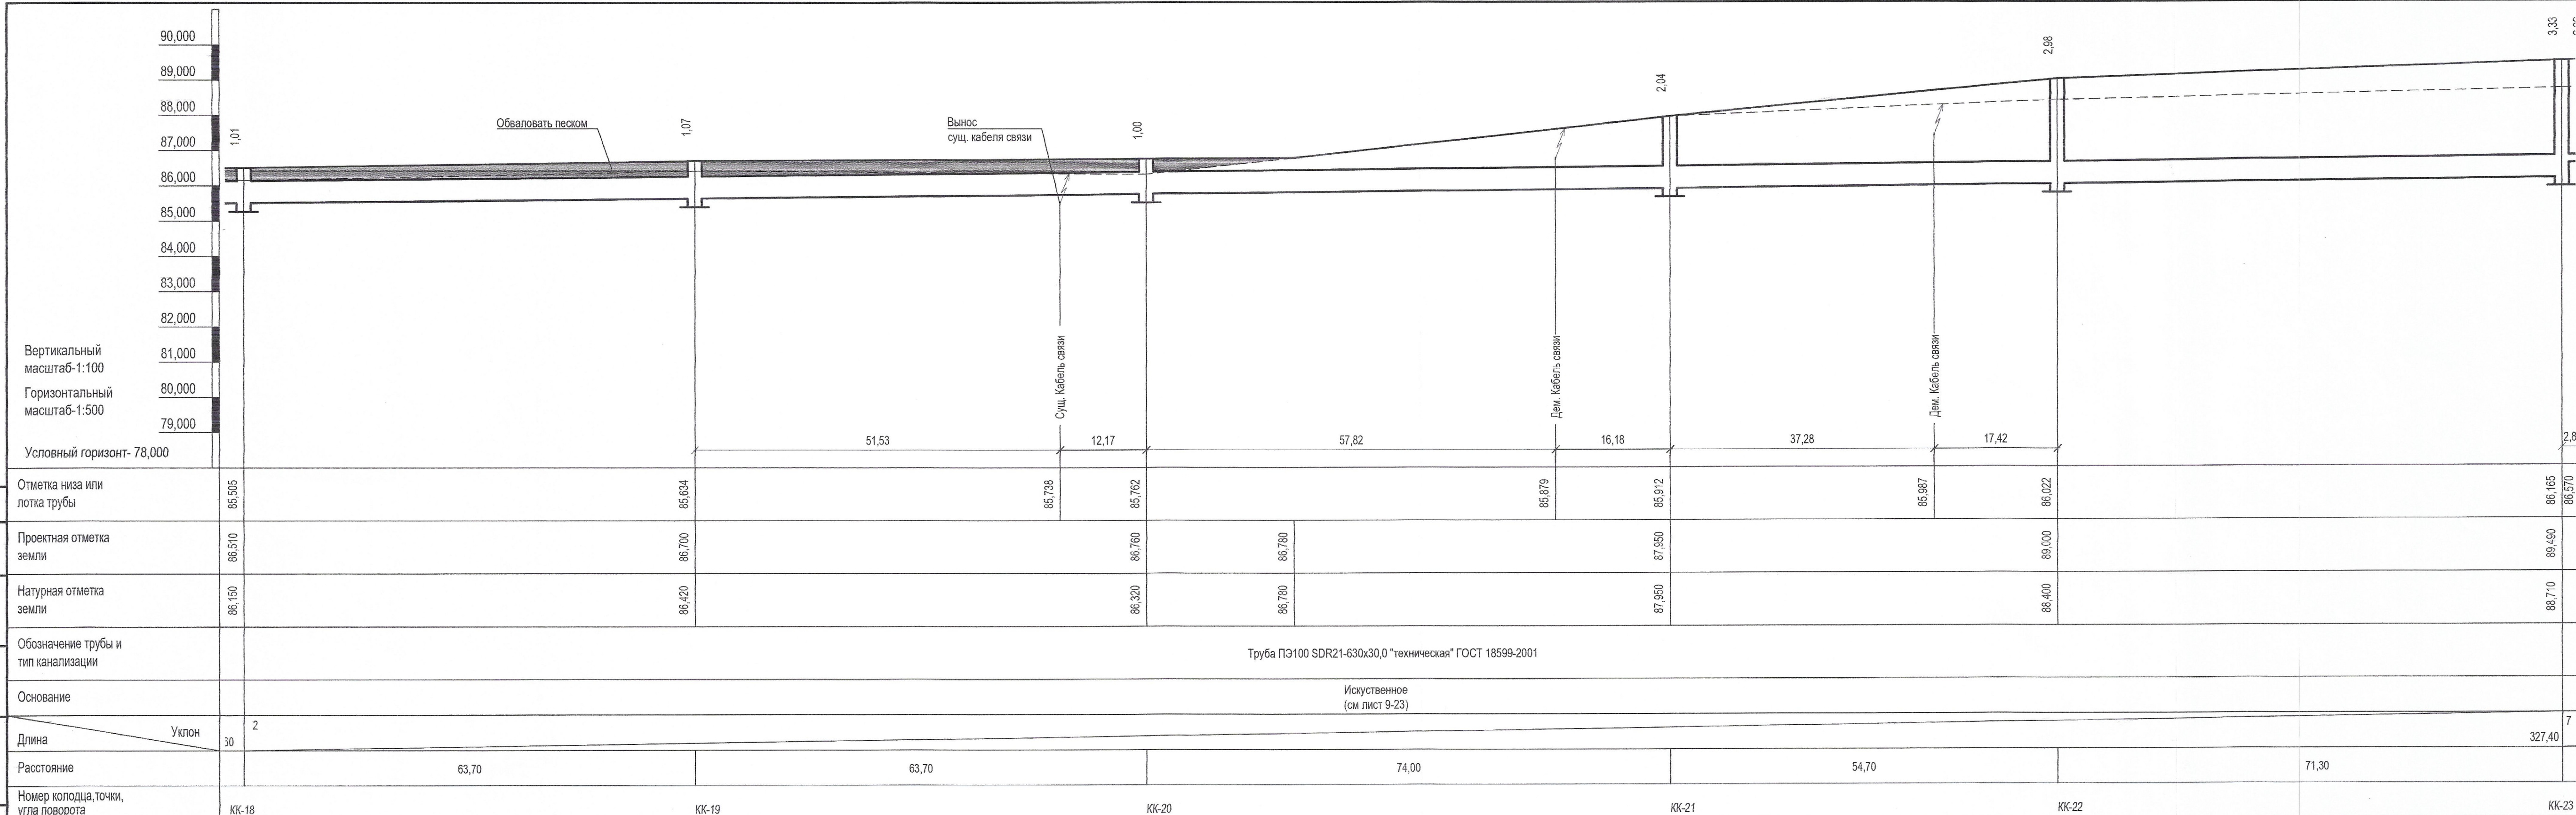 90,000
89,000
88,000
87,000
86,000
85,000
84,000
83,000
82,000
81,000
80,000
79,000
Вертикальный
масштаб-1:100
Горизонтальный
масштаб-1:500
Условный горизонт- 78,000
1,01
Обваловать песком
1,07
Вынос
сущ. кабеля связи
1,00
2,04
2,98
3,33
Сущ. Кабель связи
Дем. Кабель связи
Дем. Кабель связи
51,53
12,17
57,82
16,18
37,28
17,42
2,8
Отметка низа или
лотка трубы
85,505
85,634
85,738
85,762
85,879
85,912
85,987
86,022
86,165
86,570
Проектная отметка
земли
86,510
86,700
86,760
86,780
87,950
89,000
89,490
Натурная отметка
земли
86,150
86,420
86,320
86,780
87,950
88,400
88,710
Обозначение трубы и
тип канализации
Труба ПЭ100 SDR21-630х30,0 "техническая" ГОСТ 18599-2001
Основание
Искуственное
(см лист 9-23)
Уклон
Длина
60
2
327,40
7
Расстояние
63,70
63,70
74,00
54,70
71,30
Номер колодца,точки,
угла поворота
КК-18
КК-19
КК-20
КК-21
КК-22
КК-23